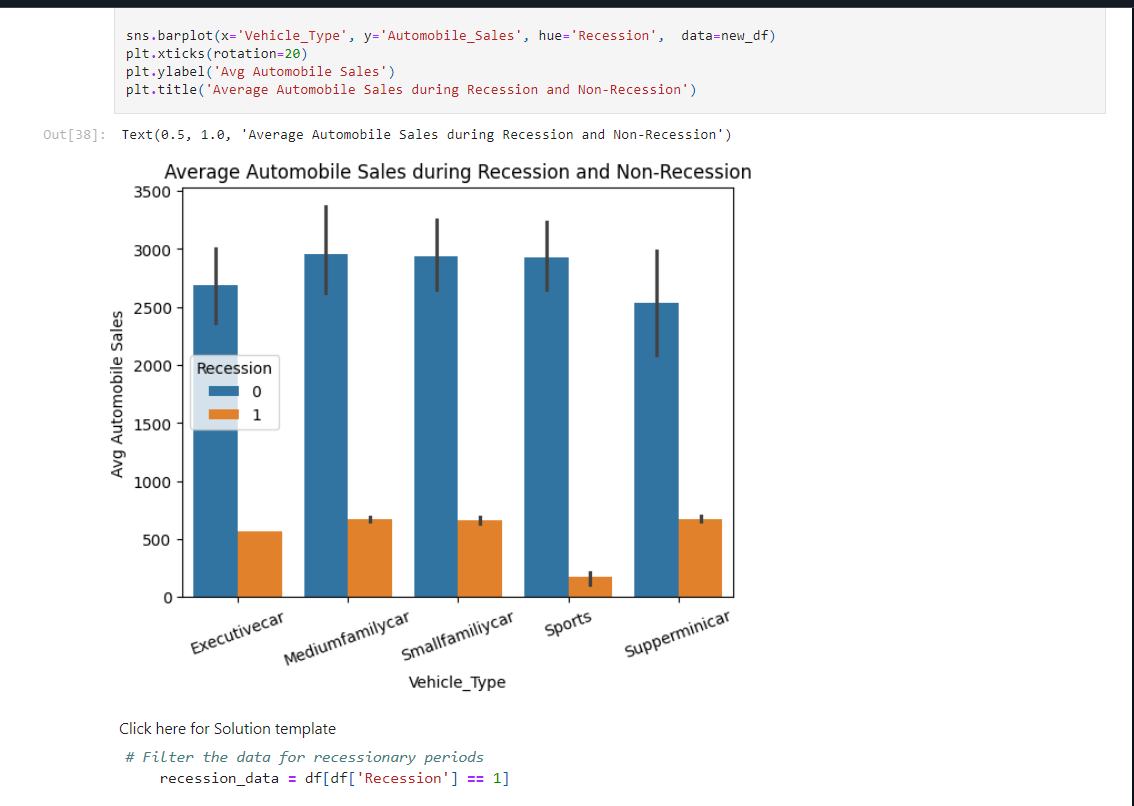 sns.barplot(x='Vehicle_Type', y='Automobile_Sales', hue='Recession',  data=new_df)
plt.xticks(rotation=20)
plt.ylabel('Avg Automobile Sales')
plt.title('Average Automobile Sales during Recession and Non-Recession')
Out[38]: Text(0.5, 1.0, 'Average Automobile Sales during Recession and Non-Recession')
Average Automobile Sales during Recession and Non-Recession
3500
3000
2500
2000
1500
1000
500
0
Avg Automobile Sales
Recession
0
1
Executivecar
Mediumfamilycar
Smallfamiliycar
Sports
Supperminicar
Vehicle_Type
Click here for Solution template
# Filter the data for recessionary periods
recession_data = df[df['Recession'] == 1]